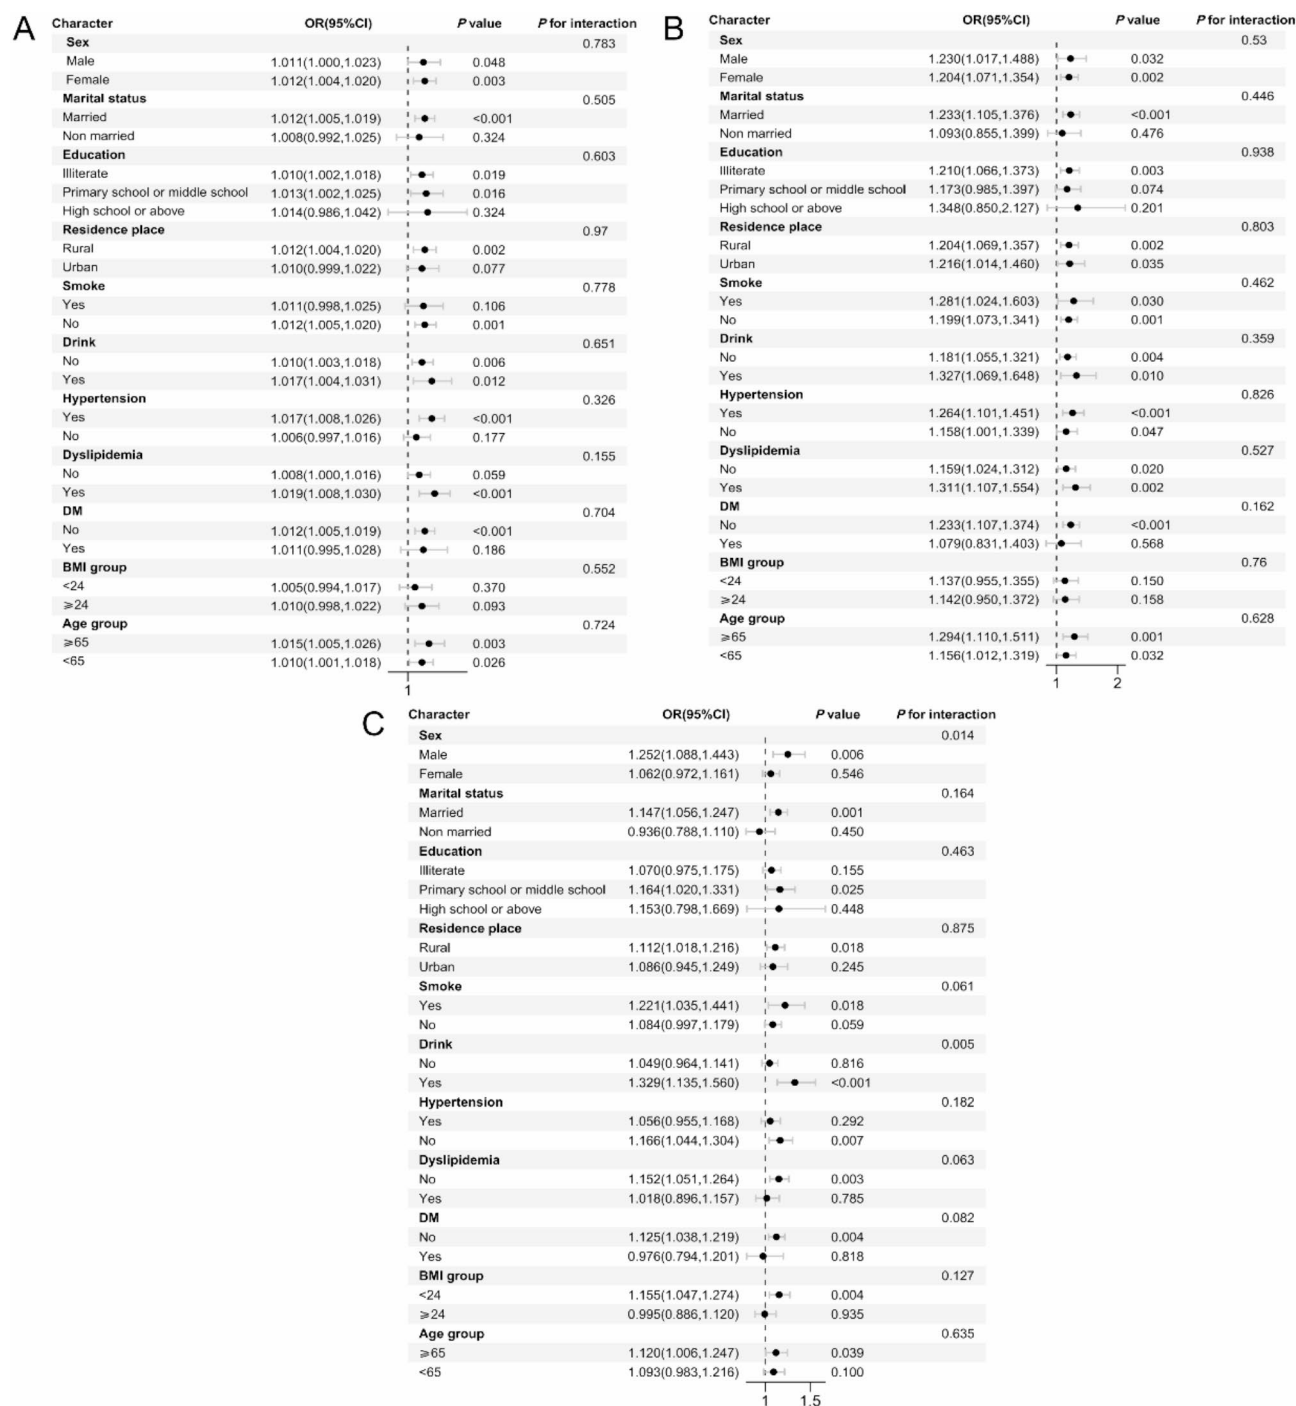 A
Character OR(95%CI) P value P for interaction
Sex 0.783
Male 1.011(1.000,1.023) 0.048
Female 1.012(1.004,1.020) 0.003
Marital status 0.505
Married 1.012(1.005,1.019) <0.001
Non married 1.008(0.992,1.025) 0.324
Education 0.603
Illiterate 1.010(1.002,1.018) 0.019
Primary school or middle school 1.013(1.002,1.025) 0.016
High school or above 1.014(0.986,1.042) 0.324
Residence place 0.97
Rural 1.012(1.004,1.020) 0.002
Urban 1.010(0.999,1.022) 0.077
Smoke 0.778
Yes 1.011(0.998,1.025) 0.106
No 1.012(1.005,1.020) 0.001
Drink 0.651
No 1.010(1.003,1.018) 0.006
Yes 1.017(1.004,1.031) 0.012
Hypertension 0.326
Yes 1.017(1.008,1.026) <0.001
No 1.006(0.997,1.016) 0.177
Dyslipidemia 0.155
No 1.008(1.000,1.016) 0.059
Yes 1.019(1.008,1.030) <0.001
DM 0.704
No 1.012(1.005,1.019) <0.001
Yes 1.011(0.995,1.028) 0.186
BMI group 0.552
<24 1.005(0.994,1.017) 0.370
⩾24 1.010(0.998,1.022) 0.093
Age group 0.724
⩾65 1.015(1.005,1.026) 0.003
<65 1.010(1.001,1.018) 0.026
1
B
Character OR(95%CI) P value P for interaction
Sex 0.53
Male 1.230(1.017,1.488) 0.032
Female 1.204(1.071,1.354) 0.002
Marital status 0.446
Married 1.233(1.105,1.376) <0.001
Non married 1.093(0.855,1.399) 0.476
Education 0.938
Illiterate 1.210(1.066,1.373) 0.003
Primary school or middle school 1.173(0.985,1.397) 0.074
High school or above 1.348(0.850,2.127) 0.201
Residence place 0.803
Rural 1.204(1.069,1.357) 0.002
Urban 1.216(1.014,1.460) 0.035
Smoke 0.462
Yes 1.281(1.024,1.603) 0.030
No 1.199(1.073,1.341) 0.001
Drink 0.359
No 1.181(1.055,1.321) 0.004
Yes 1.327(1.069,1.648) 0.010
Hypertension 0.826
Yes 1.264(1.101,1.451) <0.001
No 1.158(1.001,1.339) 0.047
Dyslipidemia 0.527
No 1.159(1.024,1.312) 0.020
Yes 1.311(1.107,1.554) 0.002
DM 0.162
No 1.233(1.107,1.374) <0.001
Yes 1.079(0.831,1.403) 0.568
BMI group 0.76
<24 1.137(0.955,1.355) 0.150
⩾24 1.142(0.950,1.372) 0.158
Age group 0.628
⩾65 1.294(1.110,1.511) 0.001
<65 1.156(1.012,1.319) 0.032
1 2
C
Character OR(95%CI) P value P for interaction
Sex 0.014
Male 1.252(1.088,1.443) 0.006
Female 1.062(0.972,1.161) 0.546
Marital status 0.164
Married 1.147(1.056,1.247) 0.001
Non married 0.936(0.788,1.110) 0.450
Education 0.463
Illiterate 1.070(0.975,1.175) 0.155
Primary school or middle school 1.164(1.020,1.331) 0.025
High school or above 1.153(0.798,1.669) 0.448
Residence place 0.875
Rural 1.112(1.018,1.216) 0.018
Urban 1.086(0.945,1.249) 0.245
Smoke 0.061
Yes 1.221(1.035,1.441) 0.018
No 1.084(0.997,1.179) 0.059
Drink 0.005
No 1.049(0.964,1.141) 0.816
Yes 1.329(1.135,1.560) <0.001
Hypertension 0.182
Yes 1.056(0.955,1.168) 0.292
No 1.166(1.044,1.304) 0.007
Dyslipidemia 0.063
No 1.152(1.051,1.264) 0.003
Yes 1.018(0.896,1.157) 0.785
DM 0.082
No 1.125(1.038,1.219) 0.004
Yes 0.976(0.794,1.201) 0.818
BMI group 0.127
<24 1.155(1.047,1.274) 0.004
⩾24 0.995(0.886,1.120) 0.935
Age group 0.635
⩾65 1.120(1.006,1.247) 0.039
<65 1.093(0.983,1.216) 0.100
1 1.5